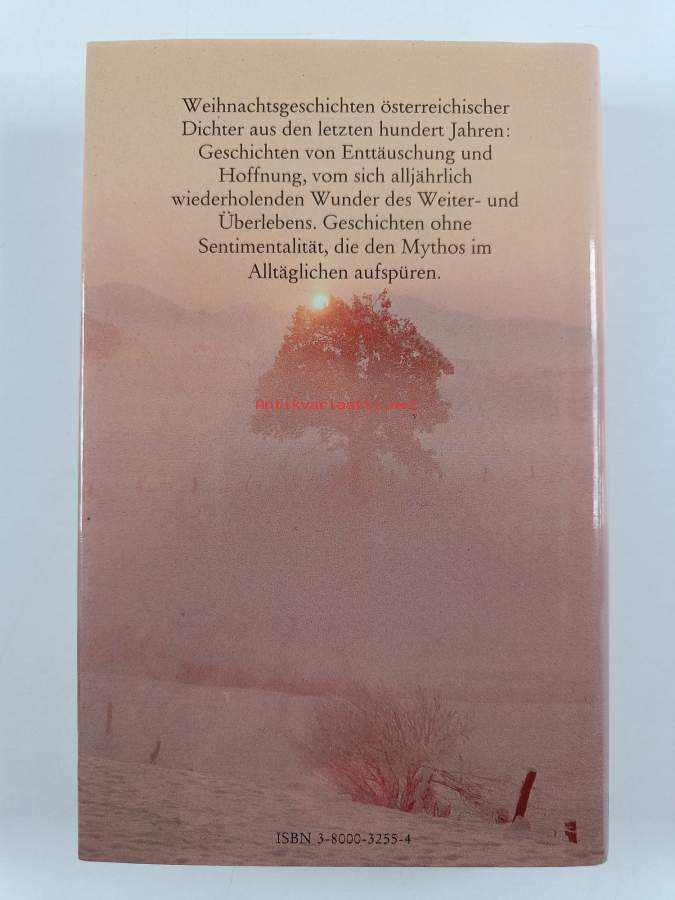 Weihnachtsgeschichten österreichischer
Dichter aus den letzten hundert Jahren:
Geschichten von Enttäuschung und
Hoffnung, vom sich alljährlich
wiederholenden Wunder des Weiter- und
Überlebens. Geschichten ohne
Sentimentalität, die den Mythos im
Alltäglichen aufspüren.
Antikvariaatti.net
ISBN 3-8000-3255-4